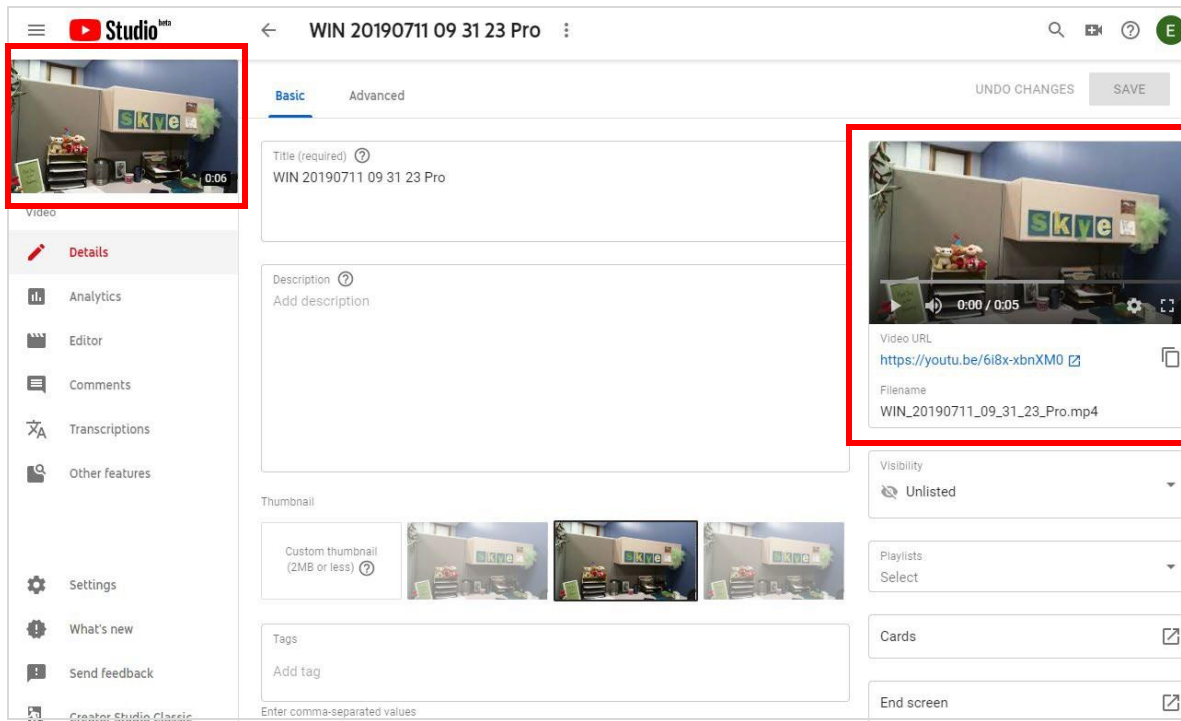 Studio beta
WIN 20190711 09 31 23 Pro
E
Skye
0:06
Video
Details
Analytics
Editor
Comments
Transcriptions
Other features
Settings
What's new
Send feedback
Creator Studio Classic
Basic
Advanced
UNDO CHANGES
SAVE
Title (required)
WIN 20190711 09 31 23 Pro
Description
Add description
Thumbnail
Custom thumbnail
(2MB or less)
Skye
Skye
Skye
Tags
Add tag
Enter comma-separated values
Skye
0:00 / 0:05
Video URL
https://youtu.be/6i8x-xbnXM0
Filename
WIN_20190711_09_31_23_Pro.mp4
Visibility
Unlisted
Playlists
Select
Cards
End screen